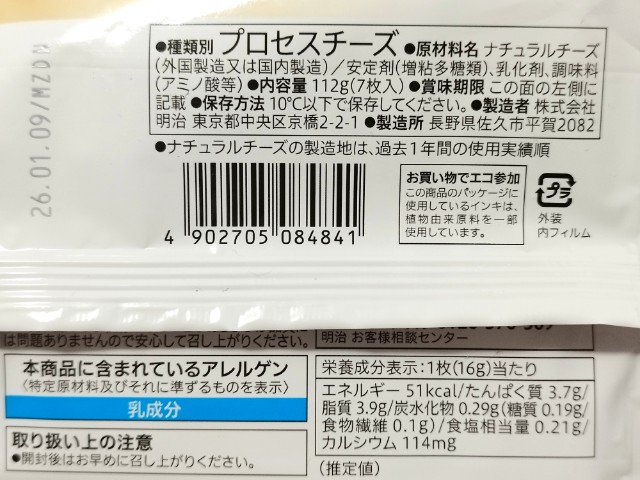 ●種類別 プロセスチーズ ●原材料名 ナチュラルチーズ
(外国製造又は国内製造)／安定剤(増粘多糖類)、乳化剤、調味料
(アミノ酸等) ●内容量 112g(7枚入) ●賞味期限 この面の左側に
記載 ●保存方法 10℃以下で保存してください。 ●製造者 株式会社
明治 東京都中央区京橋2-2-1 ●製造所 長野県佐久市平賀2082
●ナチュラルチーズの製造地は、過去1年間の使用実績順
26.01.09/MZDN
4 902705 084841
お買い物でエコ参加
この商品のパッケージに
使用しているインキは、
植物由来原料を一部
使用しています。
プラ
外装
内フィルム
は問題ありませんので安心して召し上がりください。
明治 お客様相談センター
本商品に含まれているアレルゲン
〈特定原材料及びそれに準ずるものを表示〉
乳成分
取り扱い上の注意
●開封後はお早めに召し上がりください。
栄養成分表示:1枚(16g)当たり
エネルギー 51kcal/たんぱく質 3.7g/
脂質 3.9g/炭水化物 0.29g(糖質 0.19g/
食物繊維 0.1g)/食塩相当量 0.21g/
カルシウム 114mg
(推定値)